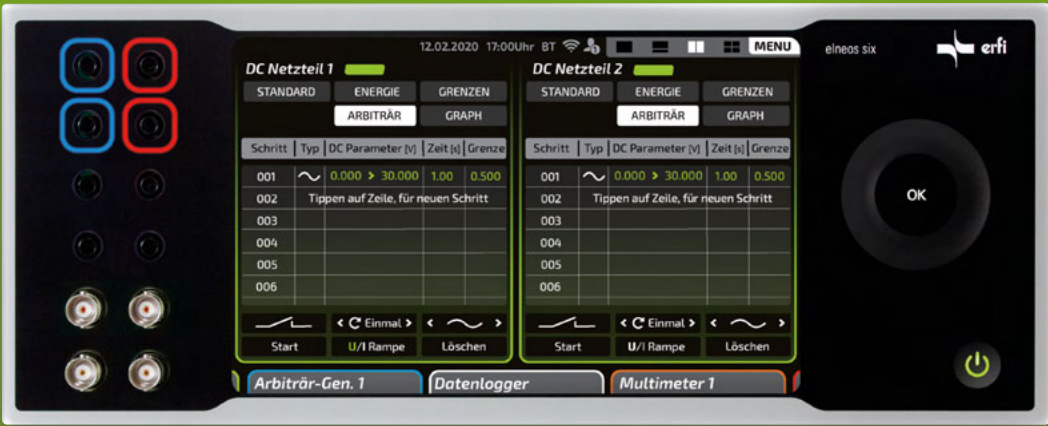 12.02.2020 17:00Uhr BT MENU
elneos six
erfi
DC Netzteil 1
STANDARD ENERGIE GRENZEN
ARBITRÄR GRAPH
Schritt Typ DC Parameter [V] Zeit [s] Grenze
001 0.000 > 30.000 1.00 0.500
002 Tippen auf Zeile, für neuen Schritt
003
004
005
006
< Einmal > < >
Start U/I Rampe Löschen
DC Netzteil 2
STANDARD ENERGIE GRENZEN
ARBITRÄR GRAPH
Schritt Typ DC Parameter [V] Zeit [s] Grenze
001 0.000 > 30.000 1.00 0.500
002 Tippen auf Zeile, für neuen Schritt
003
004
005
006
< Einmal > < >
Start U/I Rampe Löschen
OK
Arbiträr-Gen. 1 Datenlogger Multimeter 1